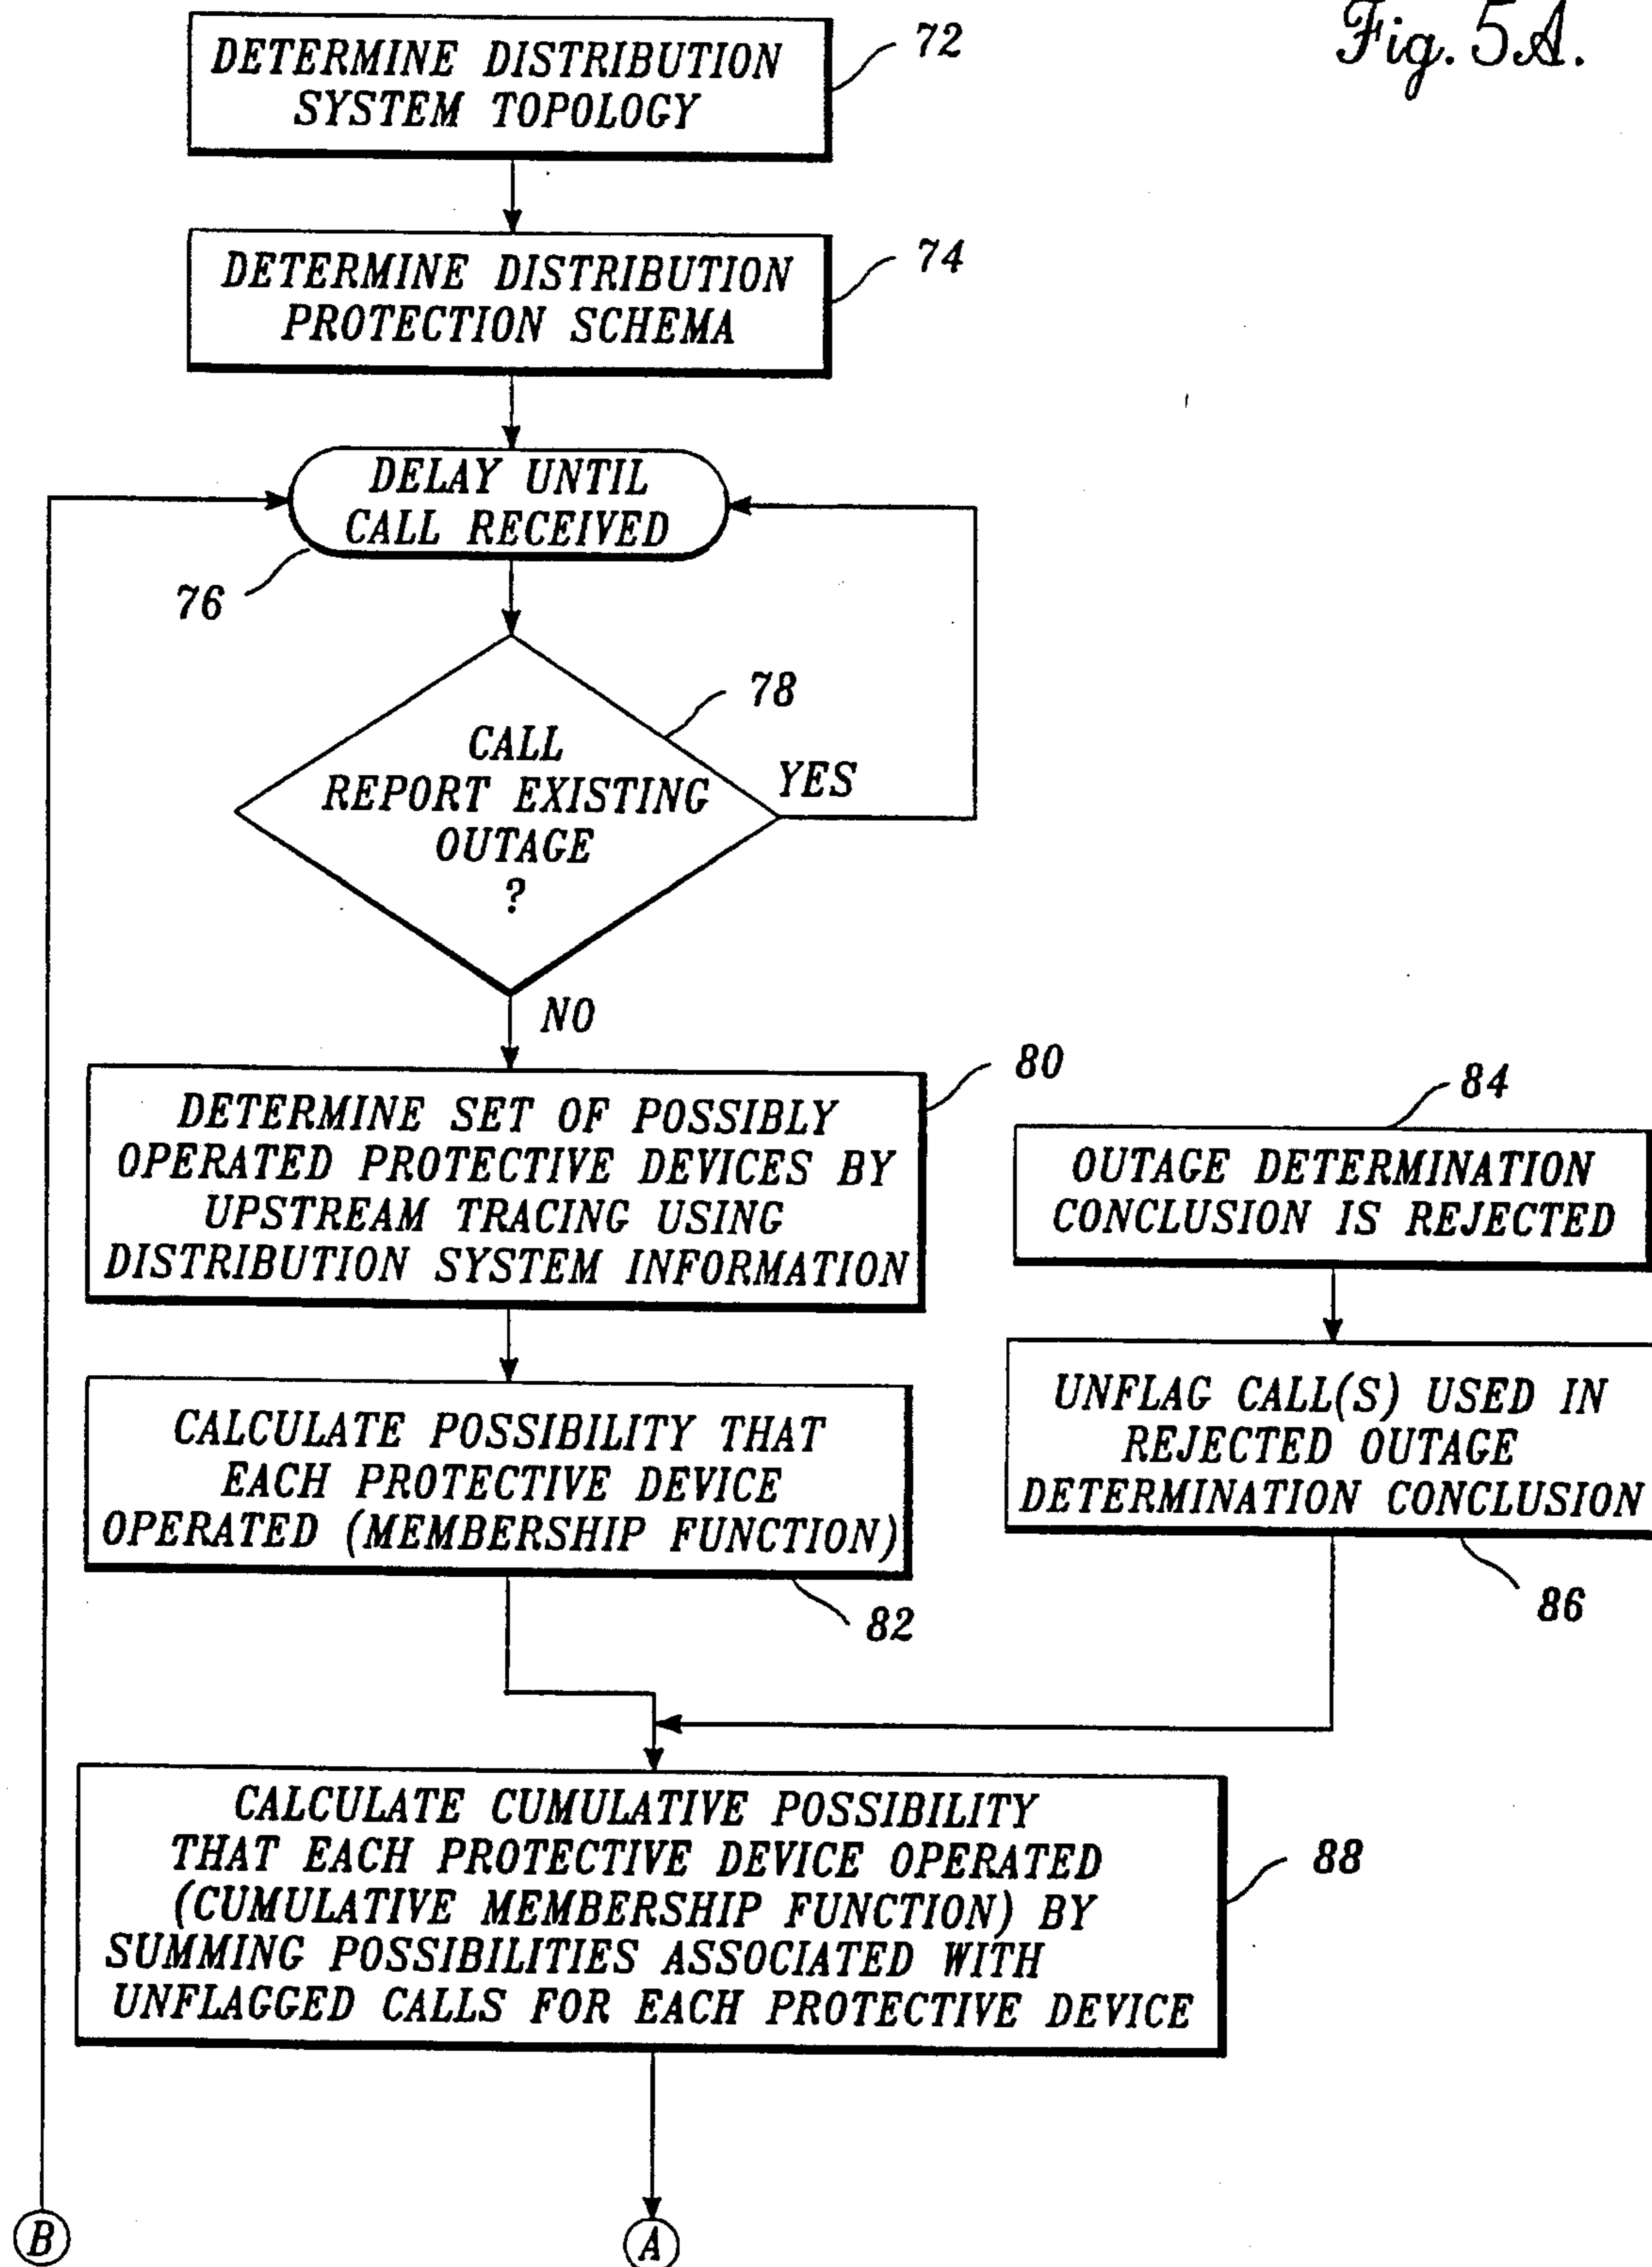 Fig. 5A.
DETERMINE DISTRIBUTION
SYSTEM TOPOLOGY
72
DETERMINE DISTRIBUTION
PROTECTION SCHEMA
74
DELAY UNTIL
CALL RECEIVED
76
CALL
REPORT EXISTING
OUTAGE
?
78
YES
NO
DETERMINE SET OF POSSIBLY
OPERATED PROTECTIVE DEVICES BY
UPSTREAM TRACING USING
DISTRIBUTION SYSTEM INFORMATION
80
OUTAGE DETERMINATION
CONCLUSION IS REJECTED
84
CALCULATE POSSIBILITY THAT
EACH PROTECTIVE DEVICE
OPERATED (MEMBERSHIP FUNCTION)
82
UNFLAG CALL(S) USED IN
REJECTED OUTAGE
DETERMINATION CONCLUSION
86
CALCULATE CUMULATIVE POSSIBILITY
THAT EACH PROTECTIVE DEVICE OPERATED
(CUMULATIVE MEMBERSHIP FUNCTION) BY
SUMMING POSSIBILITIES ASSOCIATED WITH
UNFLAGGED CALLS FOR EACH PROTECTIVE DEVICE
88
B
A